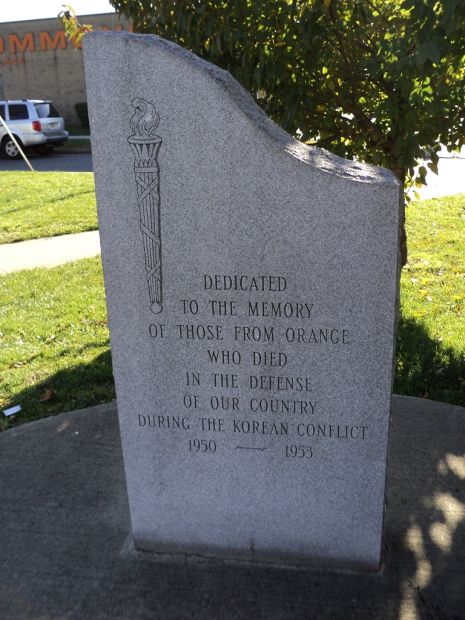 OMMON
DEDICATED
TO THE MEMORY
OF THOSE FROM ORANGE
WHO DIED
IN THE DEFENSE
OF OUR COUNTRY
DURING THE KOREAN CONFLICT
1950 — 1953